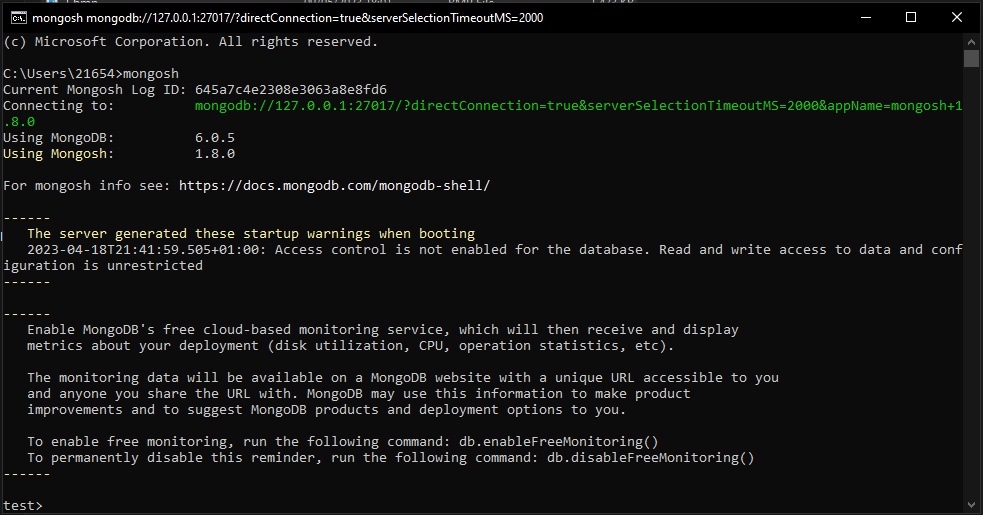 mongosh mongodb://127.0.0.1:27017/?directConnection=true&serverSelectionTimeoutMS=2000
(c) Microsoft Corporation. All rights reserved.
C:\Users\21654>mongosh
Current Mongosh Log ID: 645a7c4e2308e3063a8e8fd6
Connecting to: mongodb://127.0.0.1:27017/?directConnection=true&serverSelectionTimeoutMS=2000&appName=mongosh+1
.8.0
Using MongoDB: 6.0.5
Using Mongosh: 1.8.0
For mongosh info see: https://docs.mongodb.com/mongodb-shell/
------
The server generated these startup warnings when booting
2023-04-18T21:41:59.505+01:00: Access control is not enabled for the database. Read and write access to data and conf
iguration is unrestricted
------
------
Enable MongoDB's free cloud-based monitoring service, which will then receive and display
metrics about your deployment (disk utilization, CPU, operation statistics, etc).
The monitoring data will be available on a MongoDB website with a unique URL accessible to you
and anyone you share the URL with. MongoDB may use this information to make product
improvements and to suggest MongoDB products and deployment options to you.
To enable free monitoring, run the following command: db.enableFreeMonitoring()
To permanently disable this reminder, run the following command: db.disableFreeMonitoring()
------
test>